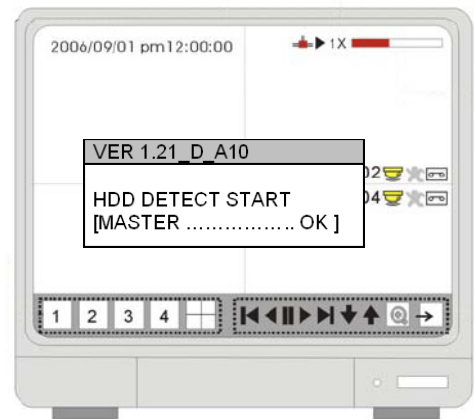 2006/09/01 pm12:00:00 1X
VER 1.21_D_A10
02
HDD DETECT START
04
[MASTER ................ OK ]
1 2 3 4